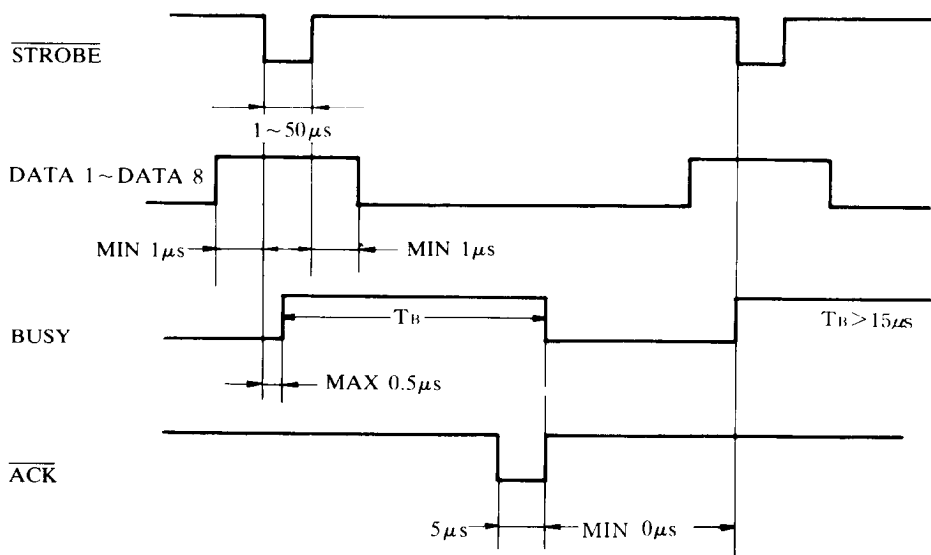 STROBE
1~50μs
DATA 1~DATA 8
MIN 1μs
MIN 1μs
BUSY
TB
TB>15μs
MAX 0.5μs
ACK
5μs
MIN 0μs